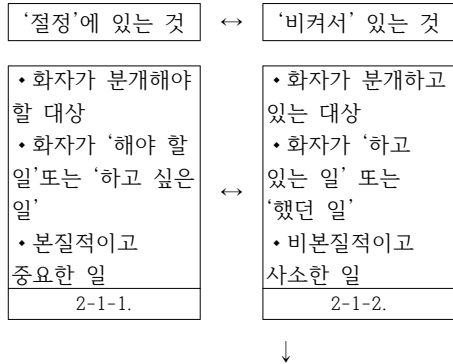 ‘절정’에 있는 것 ↔ ‘비켜서’ 있는 것
◆화자가 분개해야
할 대상
◆화자가 ‘해야 할
일’또는 ‘하고 싶은
일’
◆본질적이고
중요한 일
2-1-1.
↔
◆화자가 분개하고
있는 대상
◆화자가 ‘하고
있는 일’ 또는
‘했던 일’
◆비본질적이고
사소한 일
2-1-2.
↓